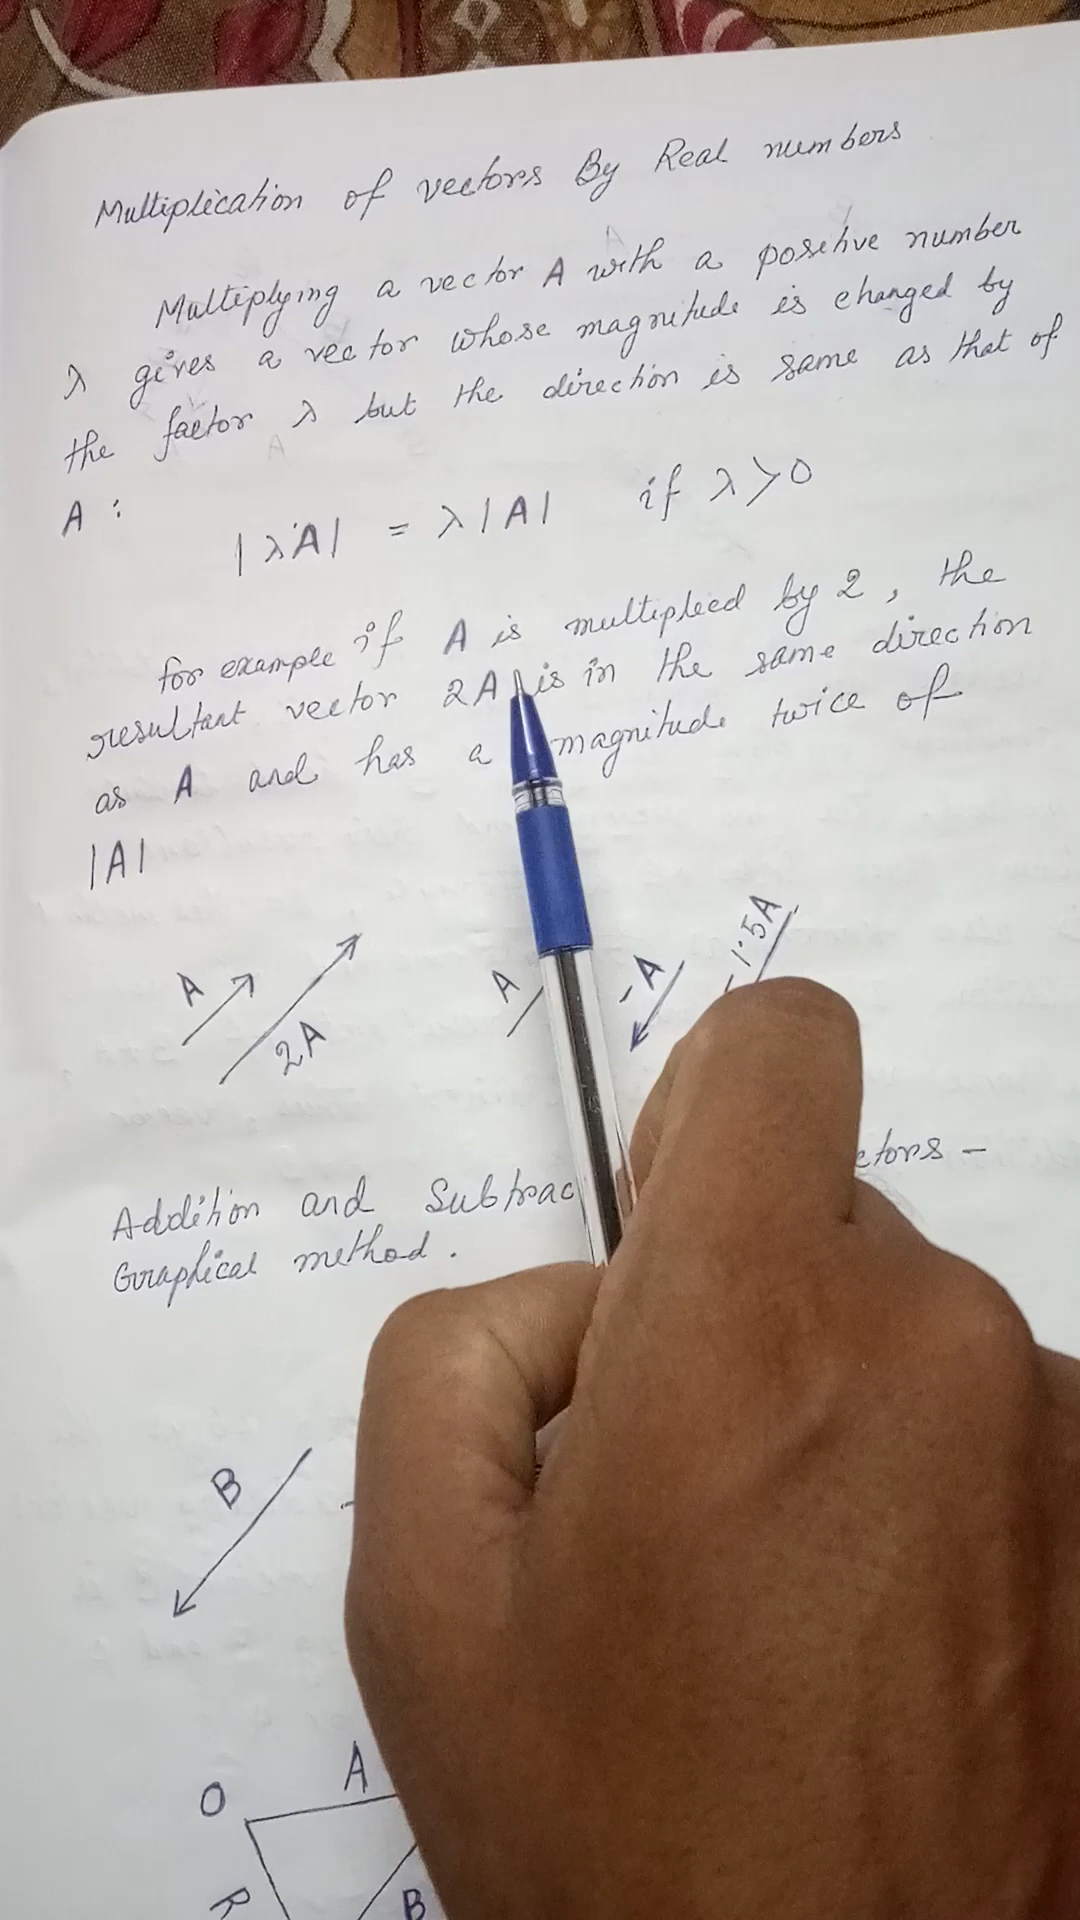 Multiplication of vectors By Real numbers
Multiplying a vector A with a positive number
λ gives a vector whose magnitude is changed by
the factor λ but the direction is same as that of
A :
|λA| = λ|A| if λ>0
for example if A is multiplied by 2, the
resultant vector 2A is in the same direction
as A and has a magnitude twice of
|A|
A
2A
A
-A
-1.5A
Addition and Subtrac etors -
Graphical method.
B
O
A
R
B